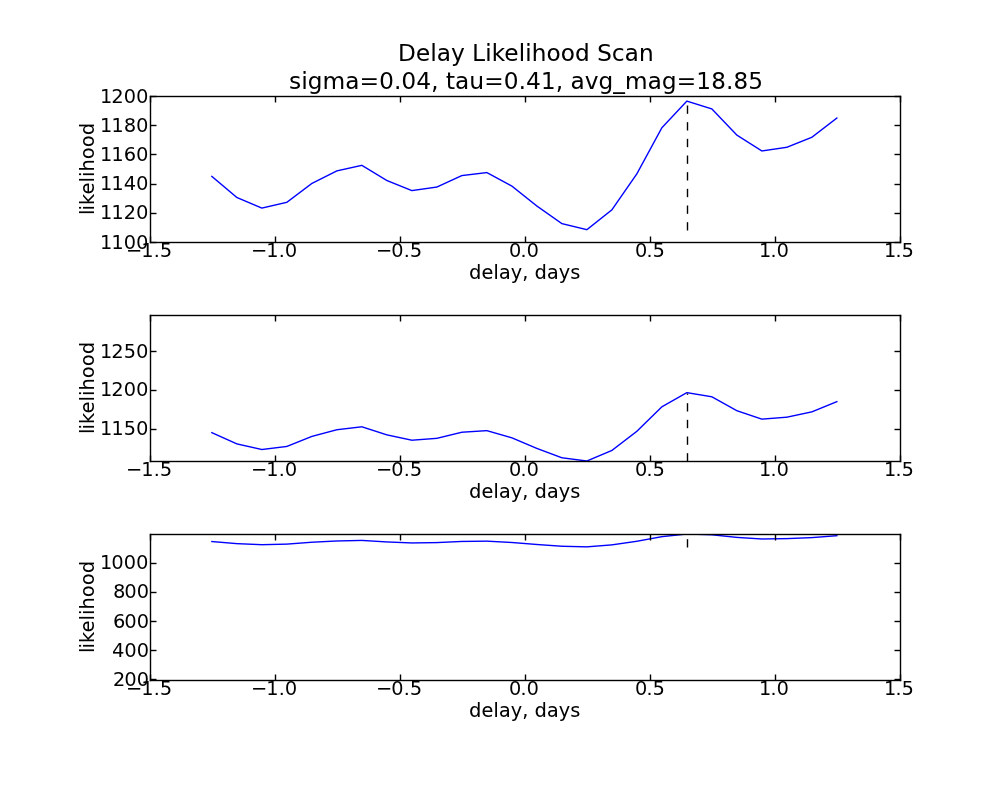 Delay Likelihood Scan
sigma=0.04, tau=0.41, avg_mag=18.85
1200
1180
1160
1140
1120
1100
likelihood
−1.5 −1.0 −0.5 0.0 0.5 1.0 1.5
delay, days
1250
1200
1150
likelihood
−1.5 −1.0 −0.5 0.0 0.5 1.0 1.5
delay, days
1000
800
600
400
200
likelihood
−1.5 −1.0 −0.5 0.0 0.5 1.0 1.5
delay, days